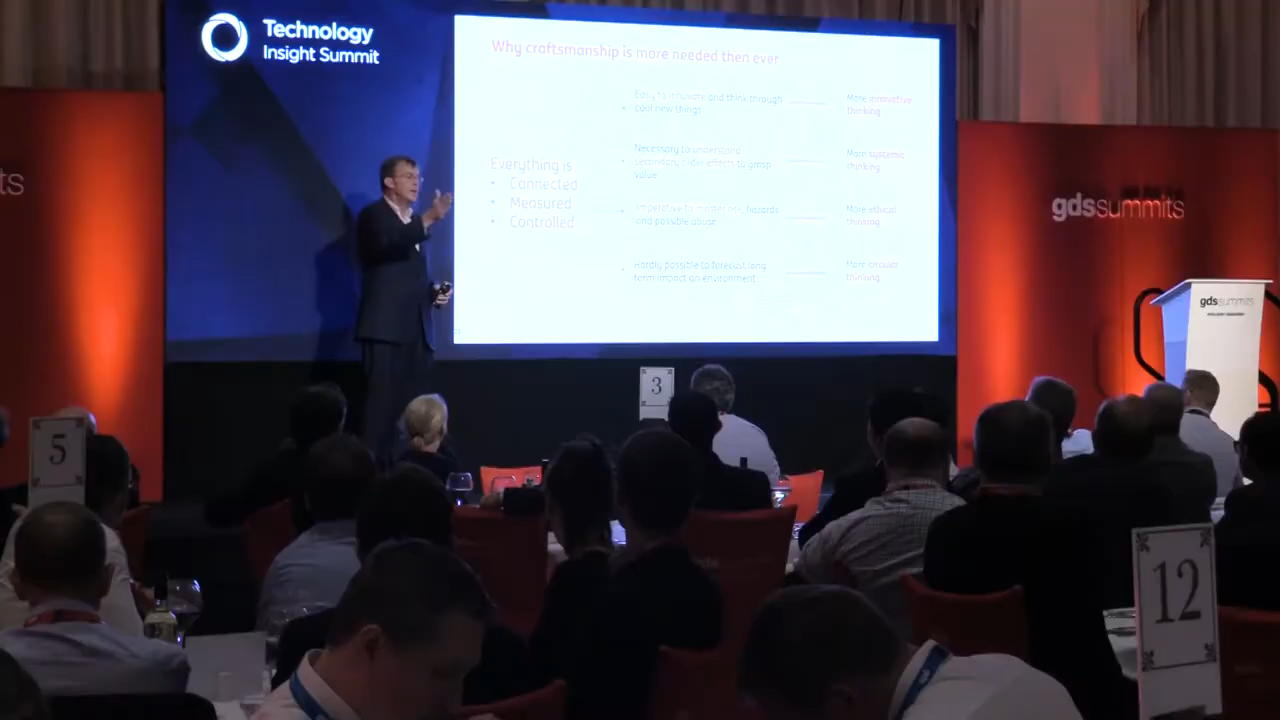 Technology
Insight Summit
Why craftsmanship is more needed then ever
Everything is
• Connected
• Measured
• Controlled
Easy to innovate and think through
cool new things
More innovative
thinking
Necessary to understand
secondary order effects to grasp
value
More systemic
thinking
Imperative to master risk, hazards
and possible abuse
More ethical
thinking
Hardly possible to forecast long
term impact on environment
More circular
thinking
ts
gdssummits
gdssummits
3
5
12